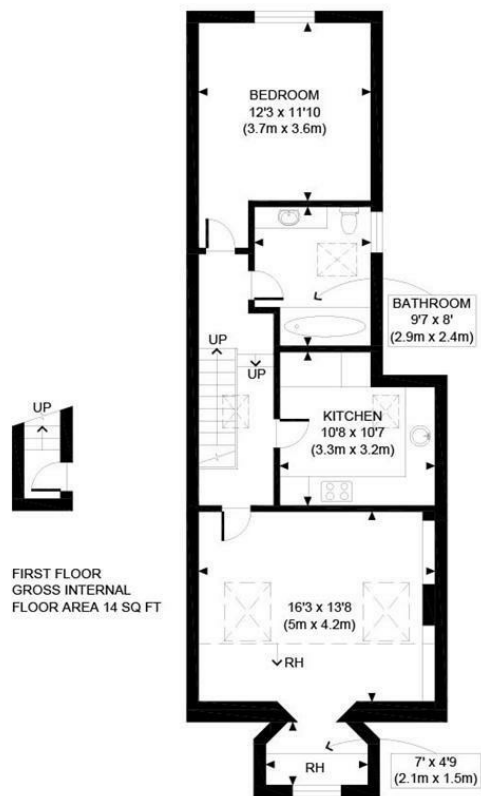 BEDROOM
12'3 x 11'10
(3.7m x 3.6m)
BATHROOM
9'7 x 8'
(2.9m x 2.4m)
UP
UP
KITCHEN
10'8 x 10'7
(3.3m x 3.2m)
UP
FIRST FLOOR
GROSS INTERNAL
FLOOR AREA 14 SQ FT
16'3 x 13'8
(5m x 4.2m)
RH
RH
7' x 4'9
(2.1m x 1.5m)